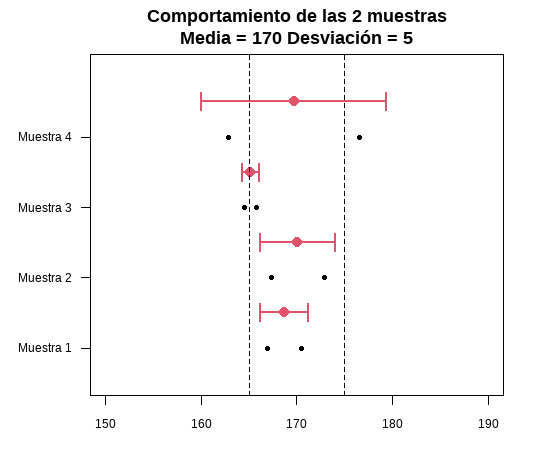 Comportamiento de las 2 muestras
Media = 170 Desviación = 5
Muestra 4
Muestra 3
Muestra 2
Muestra 1
150 160 170 180 190